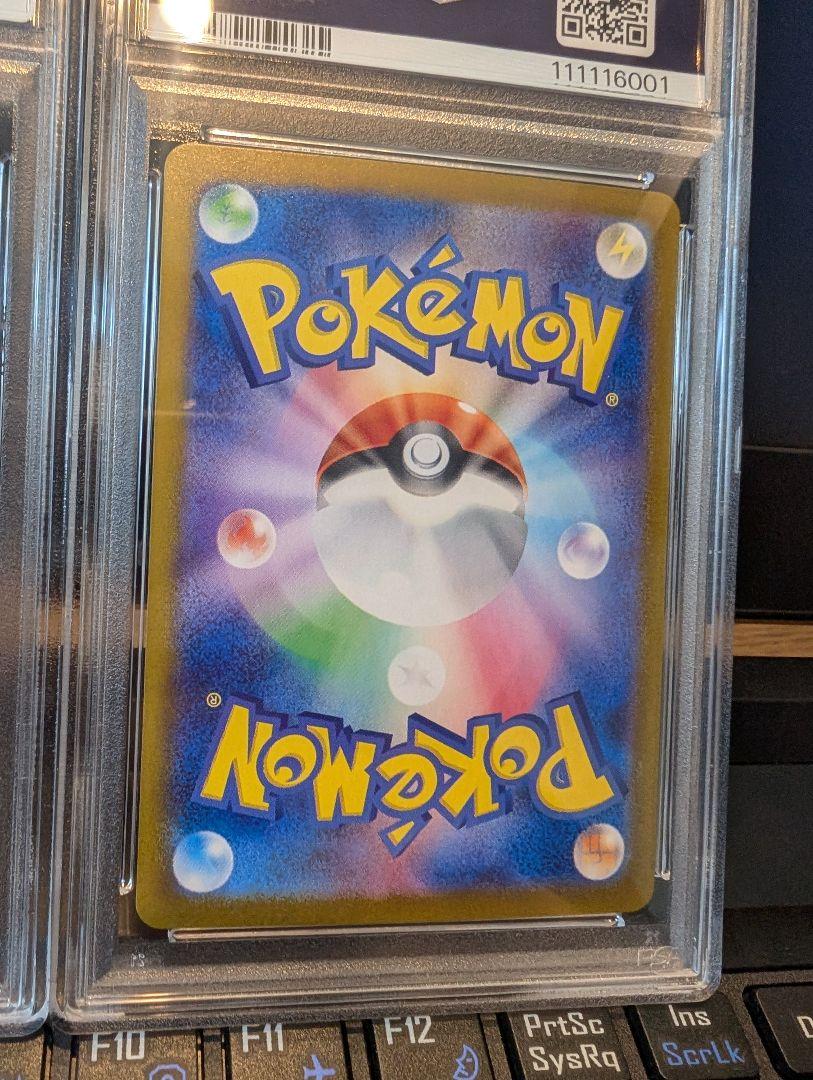 111116001
POKéMON
®
®
POKéMON
F10
F11
F12
PrtSc
SysRq
Ins
ScrLk